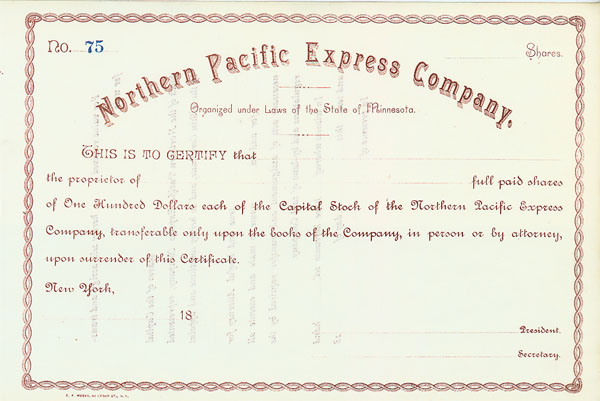 No. 75
Shares.
Northern Pacific Express Company.
Organized under Laws of the State of Minnesota.
THIS IS TO CERTIFY that
the proprietor of full paid shares
of One Hundred Dollars each of the Capital Stock of the Northern Pacific Express
Company, transferable only upon the books of the Company, in person or by attorney,
upon surrender of this Certificate.
New York,
18
President.
Secretary.